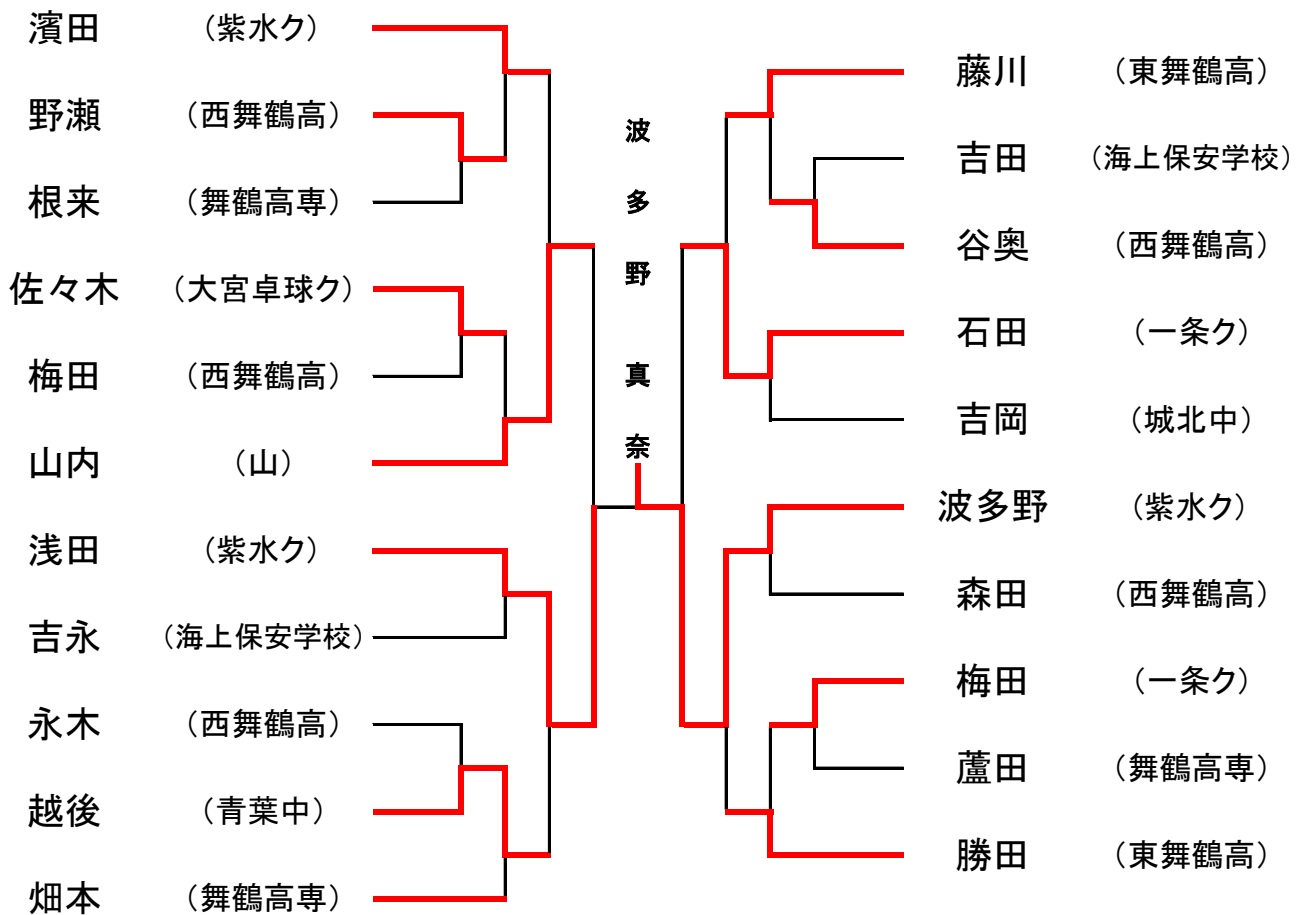 濱田 (紫水ク)
野瀬 (西舞鶴高)
根来 (舞鶴高専)
佐々木 (大宮卓球ク)
梅田 (西舞鶴高)
山内 (山)
浅田 (紫水ク)
吉永 (海上保安学校)
永木 (西舞鶴高)
越後 (青葉中)
畑本 (舞鶴高専)
波多野真奈
藤川 (東舞鶴高)
吉田 (海上保安学校)
谷奥 (西舞鶴高)
石田 (一条ク)
吉岡 (城北中)
波多野 (紫水ク)
森田 (西舞鶴高)
梅田 (一条ク)
蘆田 (舞鶴高専)
勝田 (東舞鶴高)